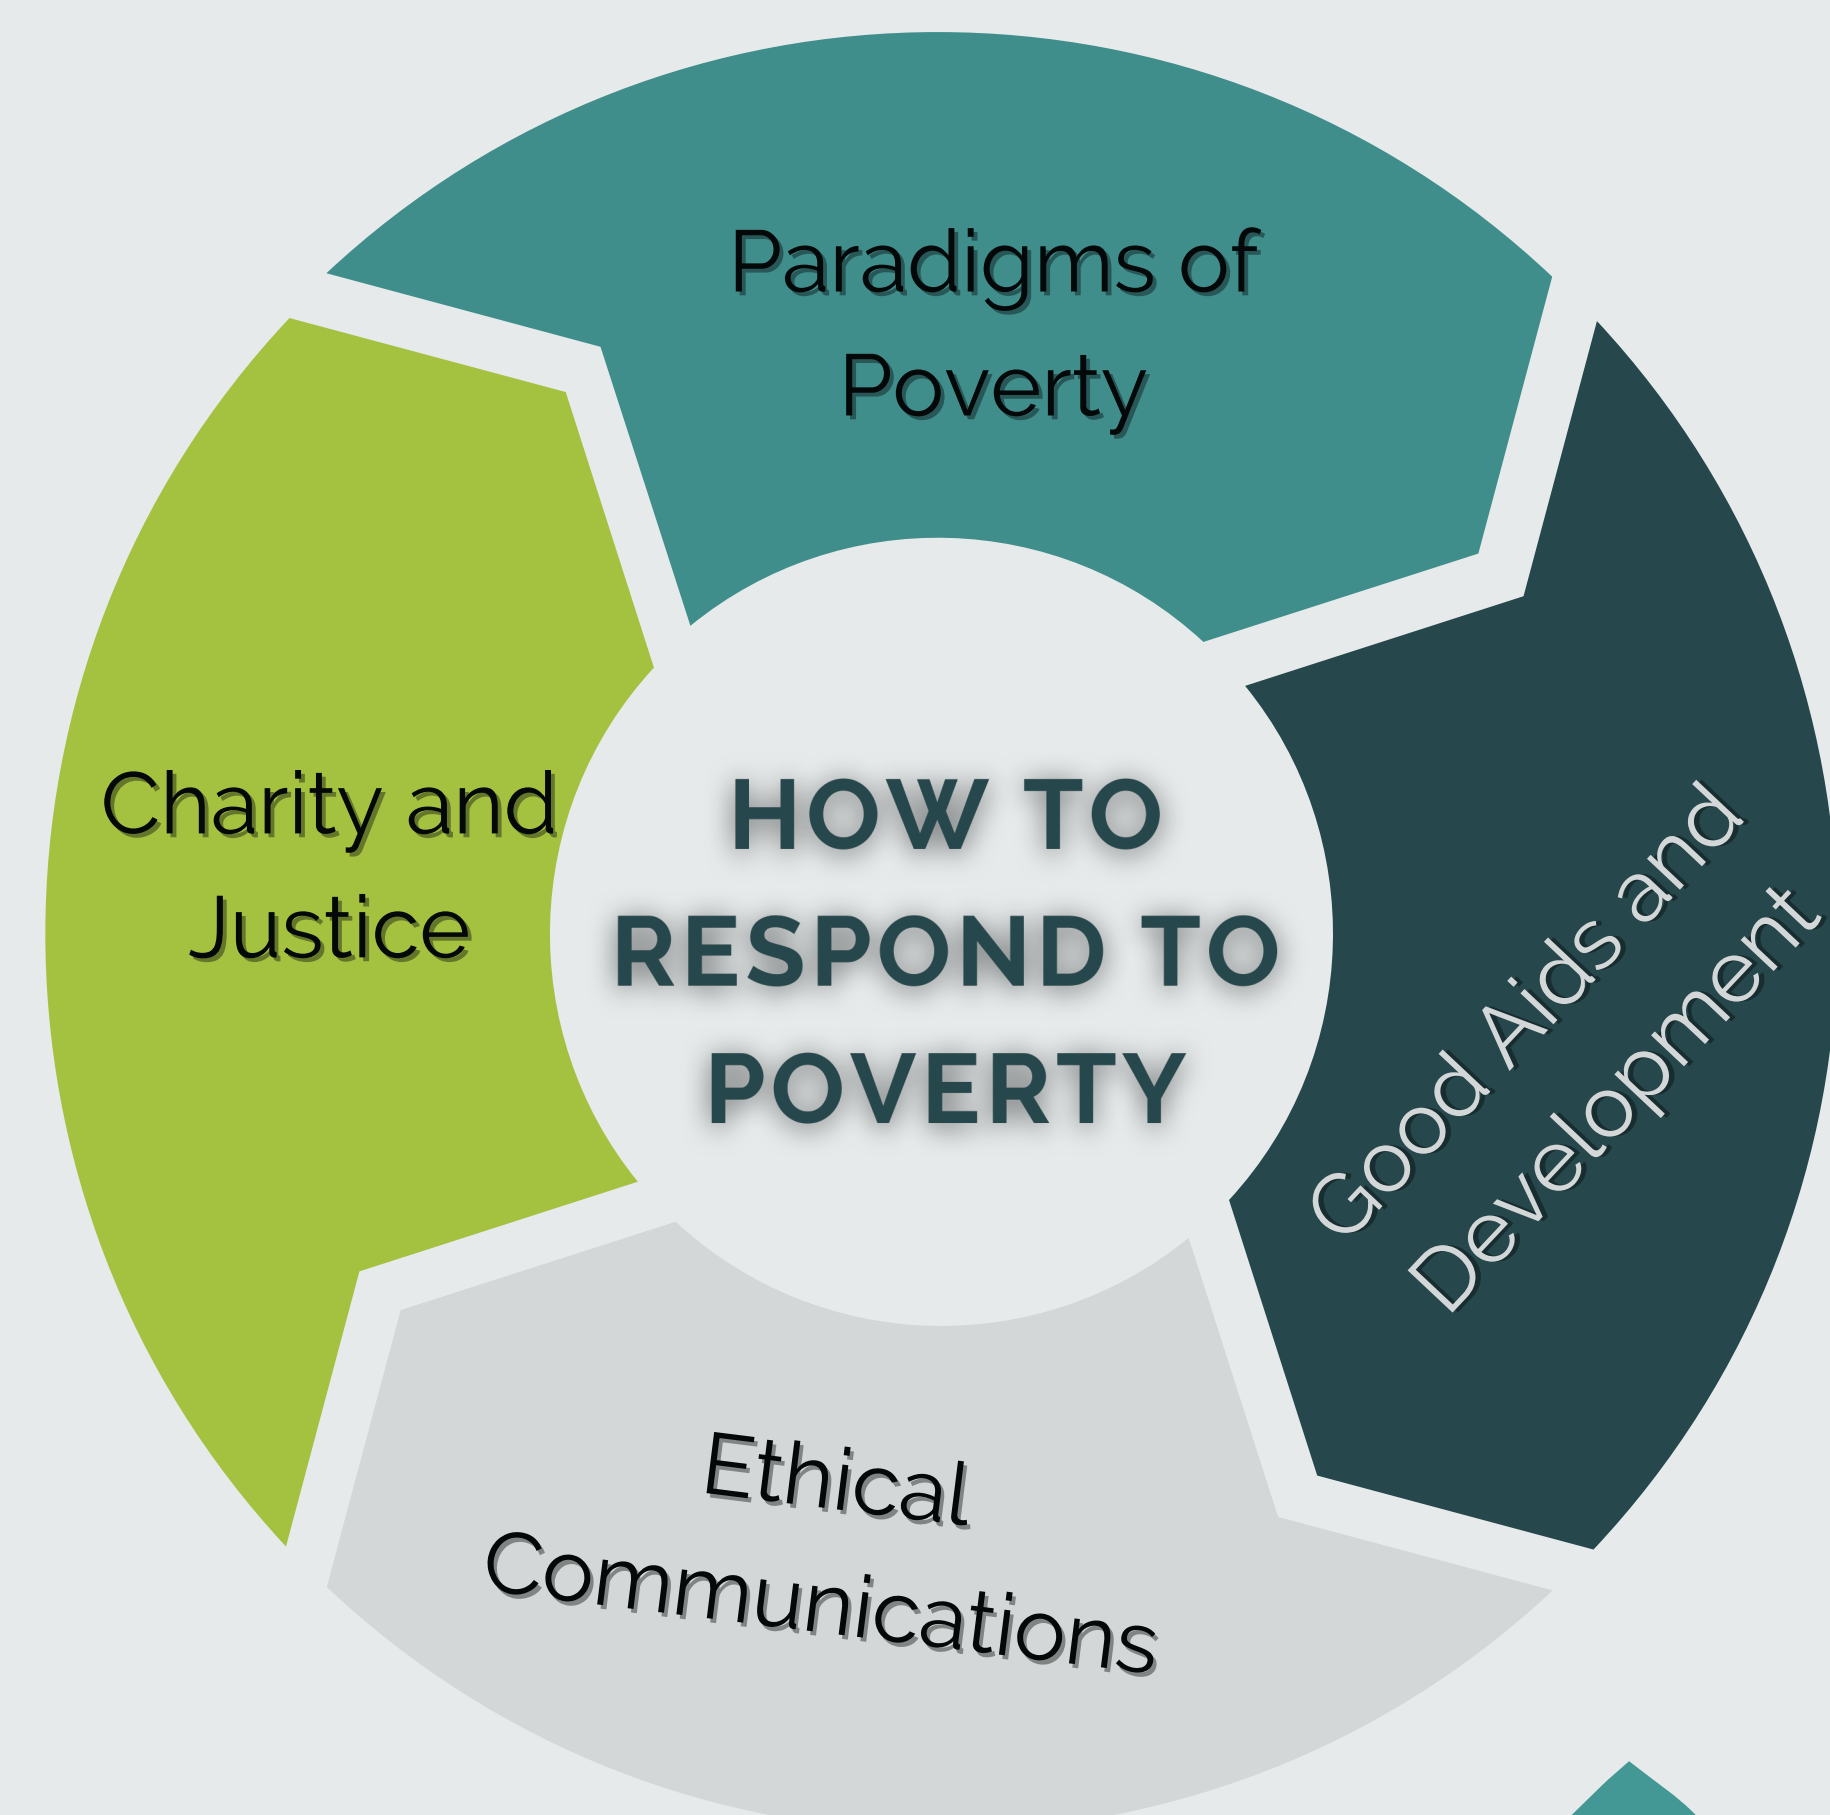 Paradigms of
Poverty
Charity and
Justice
HOW TO
RESPOND TO
POVERTY
Good Aids and
Development
Ethical
Communications